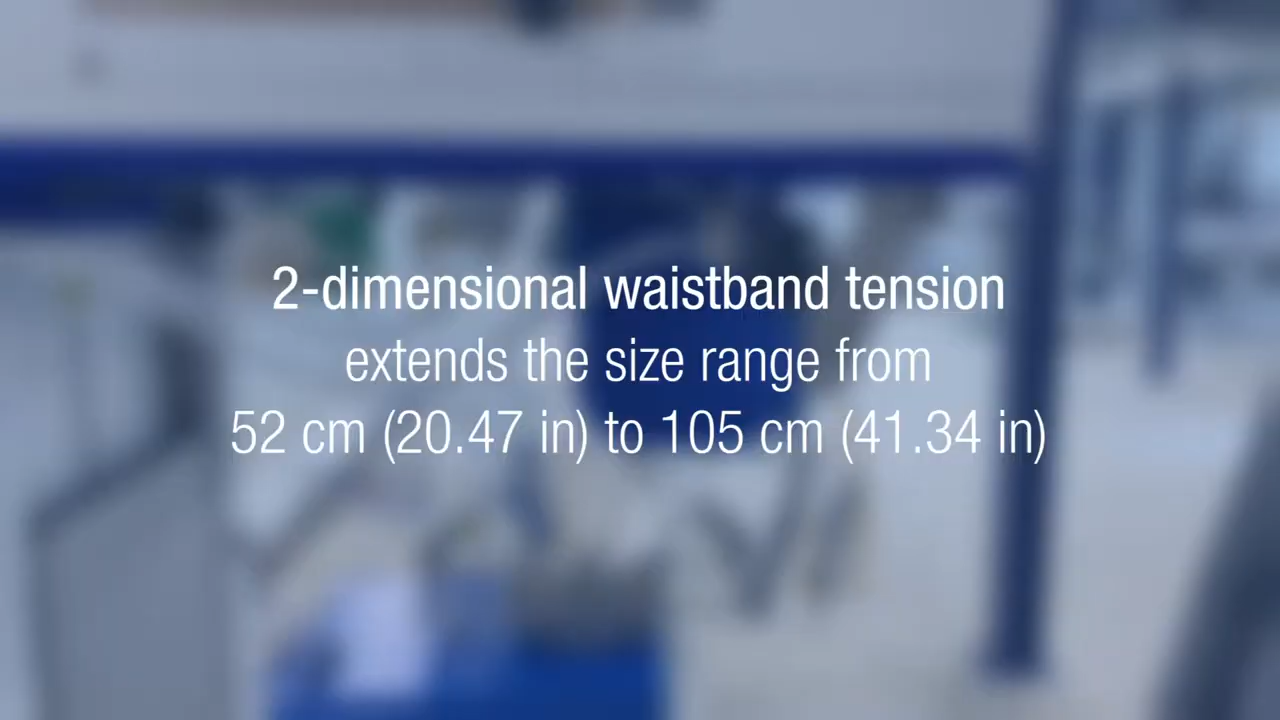 2-dimensional waistband tension
extends the size range from
52 cm (20.47 in) to 105 cm (41.34 in)